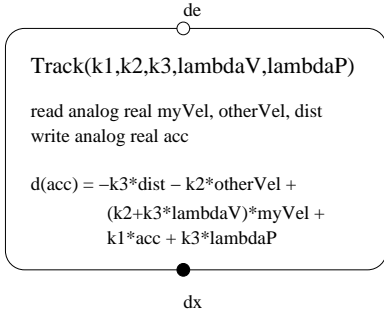 de
Track(k1,k2,k3,lambdaV,lambdaP)
read analog real myVel, otherVel, dist
write analog real acc
d(acc) = −k3*dist − k2*otherVel +
(k2+k3*lambdaV)*myVel +
k1*acc + k3*lambdaP
dx